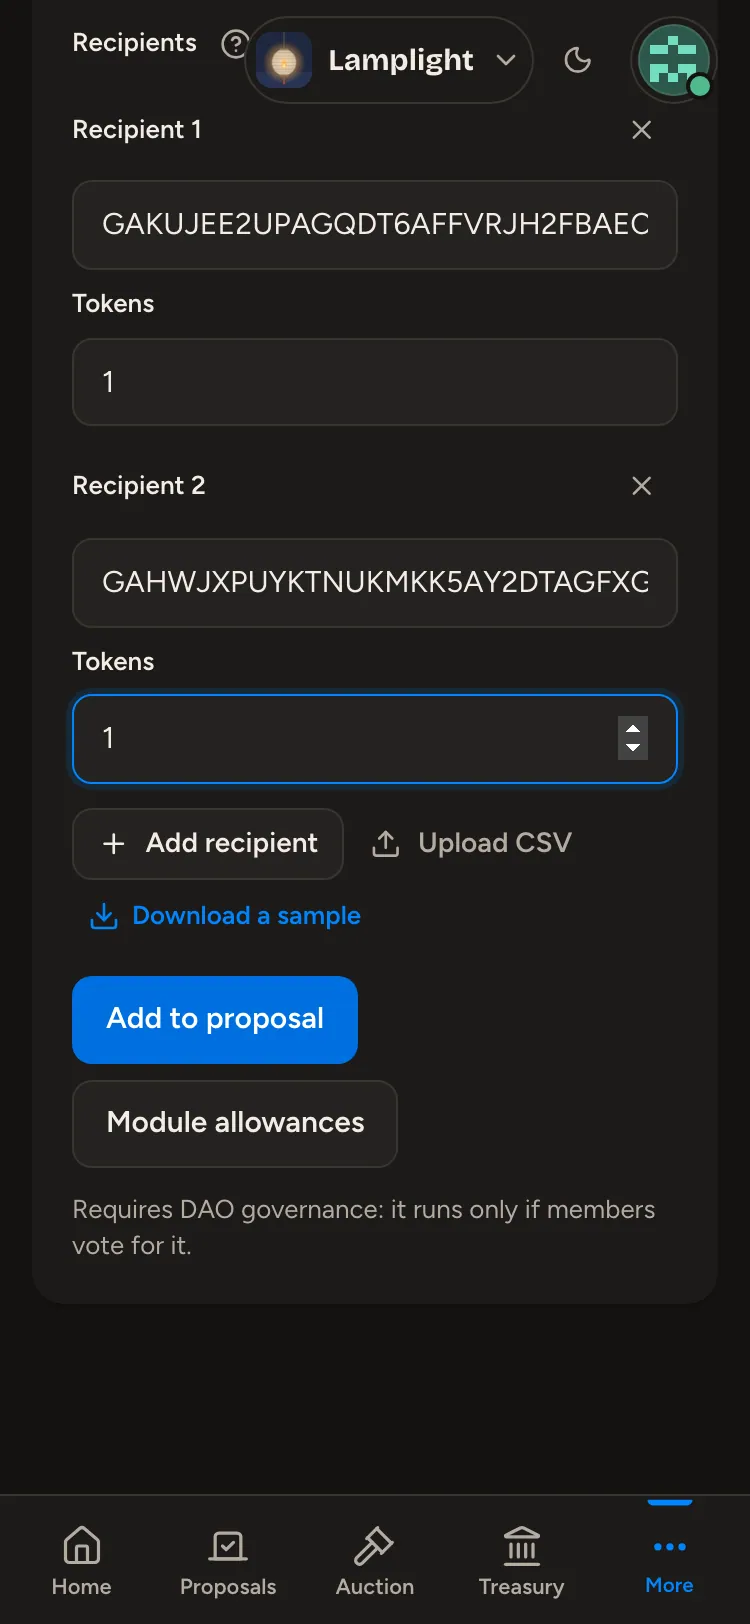 Recipients
Lamplight
Recipient 1
GAKUJEE2UPAGQDT6AFFVRJH2FBAEC
Tokens
1
Recipient 2
GAHWJXPUYKTNUKMKK5AY2DTAGFXG
Tokens
1
Add recipient
Upload CSV
Download a sample
Add to proposal
Module allowances
Requires DAO governance: it runs only if members
vote for it.
Home
Proposals
Auction
Treasury
More